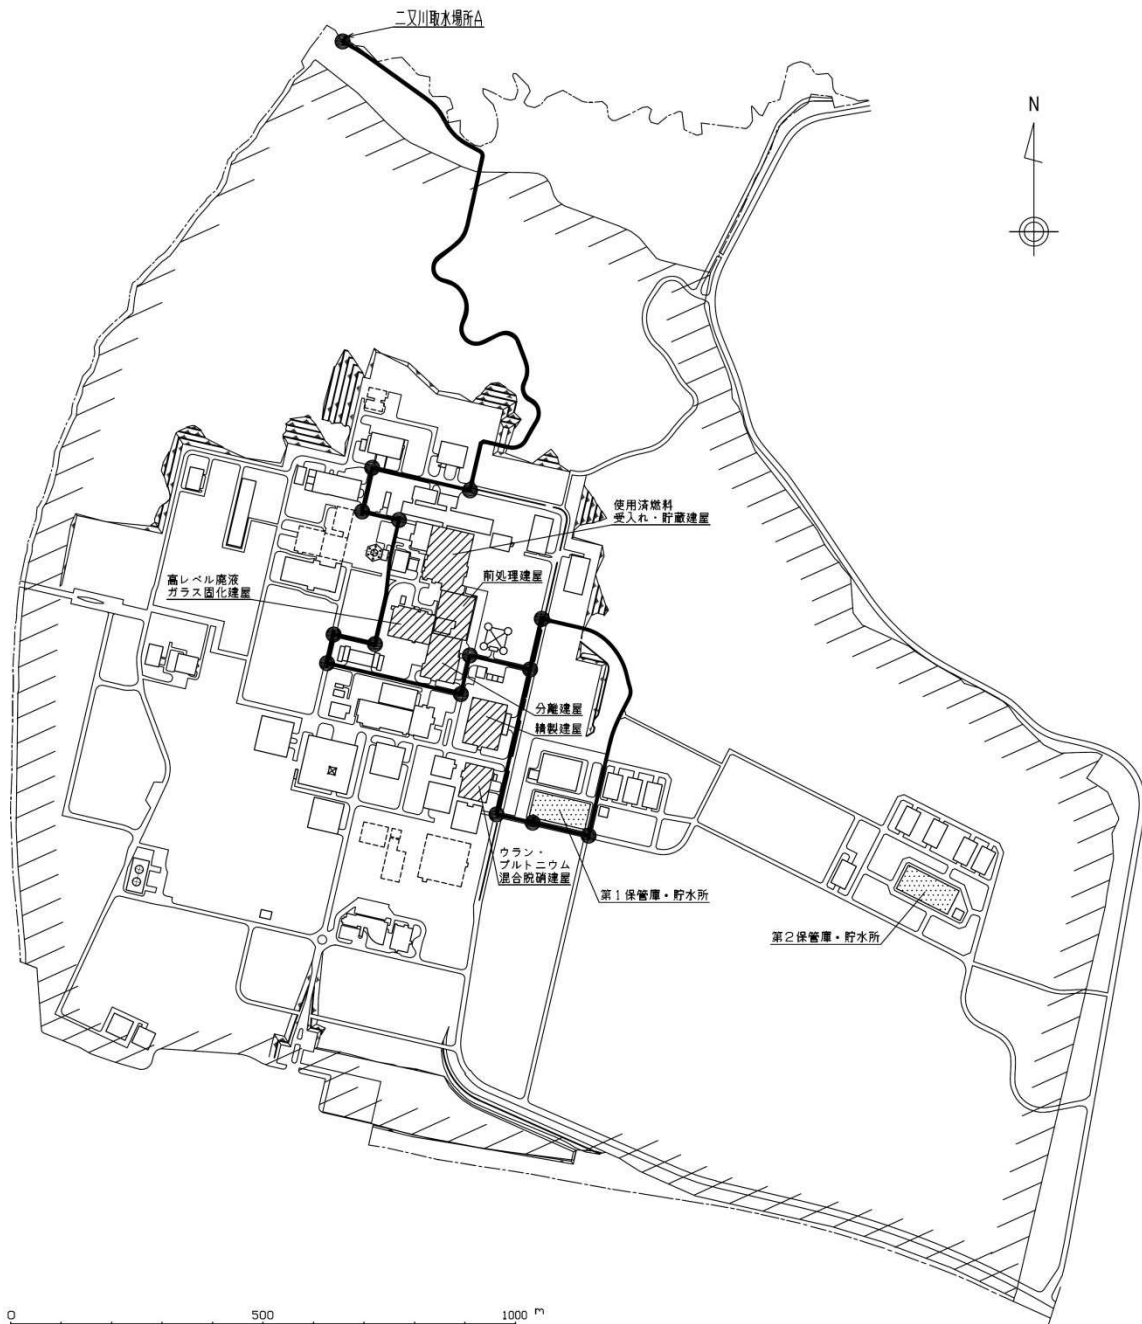 二又川取水場所A
N
使用済燃料
受入れ・貯蔵建屋
前処理建屋
高レベル廃液
ガラス固化建屋
分離建屋
精製建屋
ウラン・
プルトニウム
混合脱硝建屋
第1保管庫・貯水所
第2保管庫・貯水所
0 500 1000 m